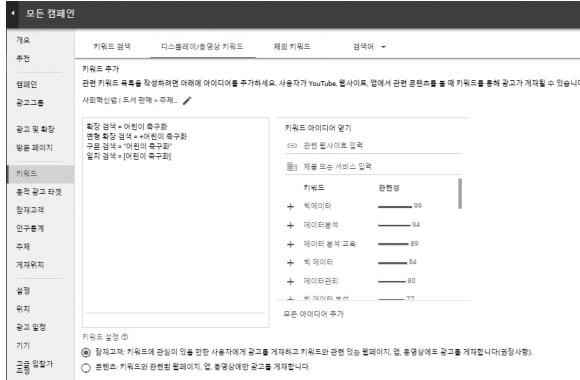 모든 캠페인
개요
추천
캠페인
광고그룹
광고 및 확장
방문 페이지
키워드
동적 광고 타겟
잠재고객
인구통계
주제
게재위치
설정
위치
광고 일정
기기
고급 입찰가 조정
키워드 검색 디스플레이/동영상 키워드 제외 키워드 검색어
키워드 추가
관련 키워드 목록을 작성하려면 아래에 아이디어를 추가하세요. 사용자가 YouTube, 웹사이트, 앱에서 관련 콘텐츠를 볼 때 키워드를 통해 광고가 게재될 수 있습니다
사회혁신랩 | 도서 판매 > 주제...
확장 검색 = 어린이 축구화
변형 확장 검색 = +어린이 축구화
구문 검색 = "어린이 축구화"
일치 검색 = [어린이 축구화]
키워드 아이디어 얻기
관련 웹사이트 입력
제품 또는 서비스 입력
키워드 관련성
+ 빅데이터 99
+ 데이터분석 94
+ 데이터 분석 교육 89
+ 빅 데이터 84
+ 데이터관리 80
+ 빅 데이터 분석 77
모든 아이디어 추가
키워드 설정
잠재고객: 키워드에 관심이 있을 만한 사용자에게 광고를 게재하고 키워드와 관련 있는 웹페이지, 앱, 동영상에도 광고를 게재합니다(권장사항).
콘텐츠: 키워드와 관련된 웹페이지, 앱, 동영상에만 광고를 게재합니다.